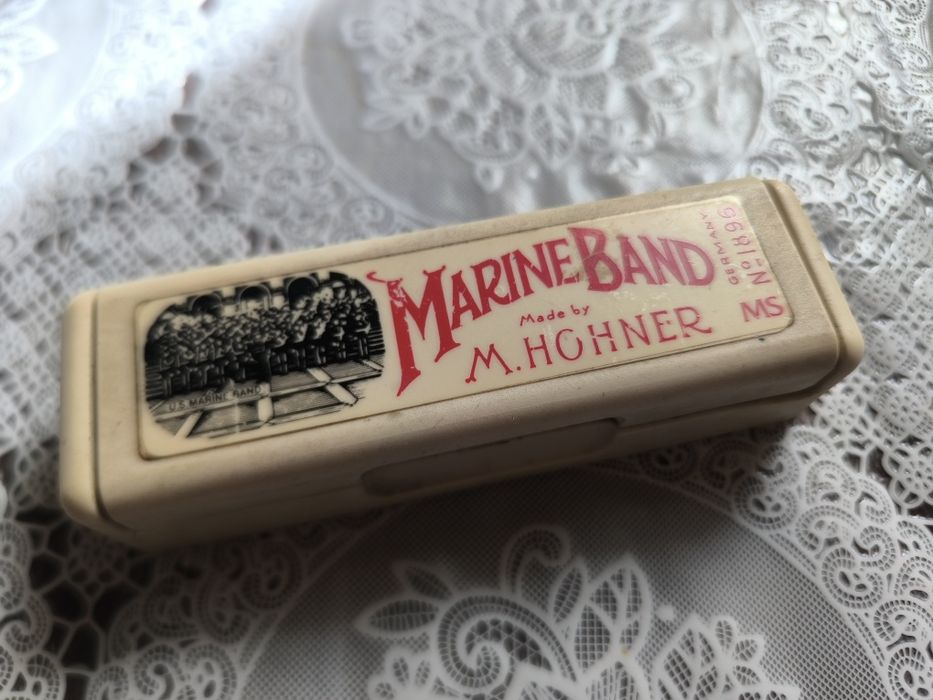 U.S. MARINE BAND
MARINE BAND
Made by
M. HOHNER
GERMANY
No 1896
MS